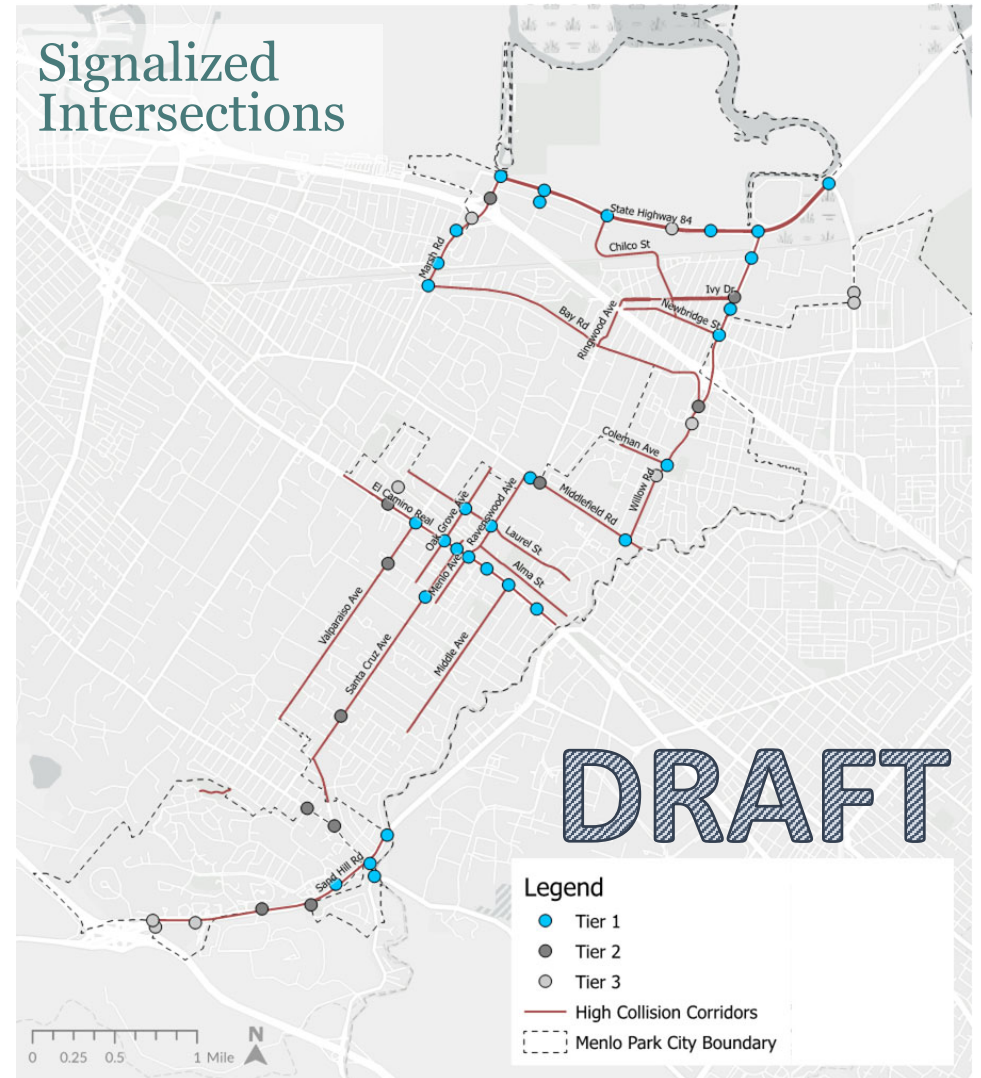 Signalized
Intersections
State Highway 84
Chilco St
Marsh Rd
Ivy Dr
Newbridge St
Bay Rd
Ringwood Ave
Coleman Ave
Willow Rd
Middlefield Rd
El Camino Real
Oak Grove Ave
Ravenswood Ave
Laurel St
Alma St
Menlo Ave
Valparaiso Ave
Santa Cruz Ave
Middle Ave
Sand Hill Rd
DRAFT
Legend
Tier 1
Tier 2
Tier 3
High Collision Corridors
Menlo Park City Boundary
N
0 0.25 0.5 1 Mile